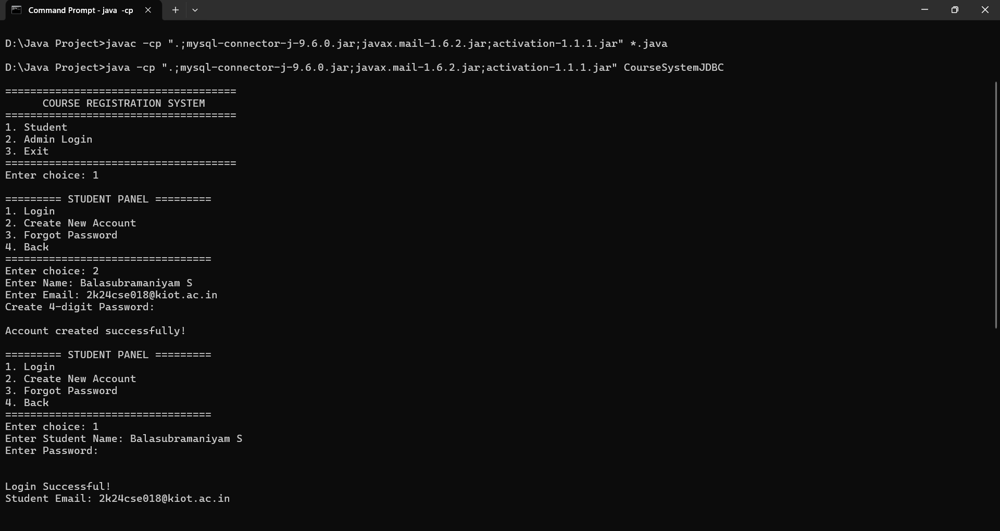 Command Prompt - java -cp
D:\Java Project>javac -cp ".;mysql-connector-j-9.6.0.jar;javax.mail-1.6.2.jar;activation-1.1.1.jar" *.java
D:\Java Project>java -cp ".;mysql-connector-j-9.6.0.jar;javax.mail-1.6.2.jar;activation-1.1.1.jar" CourseSystemJDBC
=====================================
COURSE REGISTRATION SYSTEM
=====================================
1. Student
2. Admin Login
3. Exit
=====================================
Enter choice: 1
========= STUDENT PANEL =========
1. Login
2. Create New Account
3. Forgot Password
4. Back
=================================
Enter choice: 2
Enter Name: Balasubramaniyam S
Enter Email: 2k24cse018@kiot.ac.in
Create 4-digit Password:
Account created successfully!
========= STUDENT PANEL =========
1. Login
2. Create New Account
3. Forgot Password
4. Back
=================================
Enter choice: 1
Enter Student Name: Balasubramaniyam S
Enter Password:
Login Successful!
Student Email: 2k24cse018@kiot.ac.in